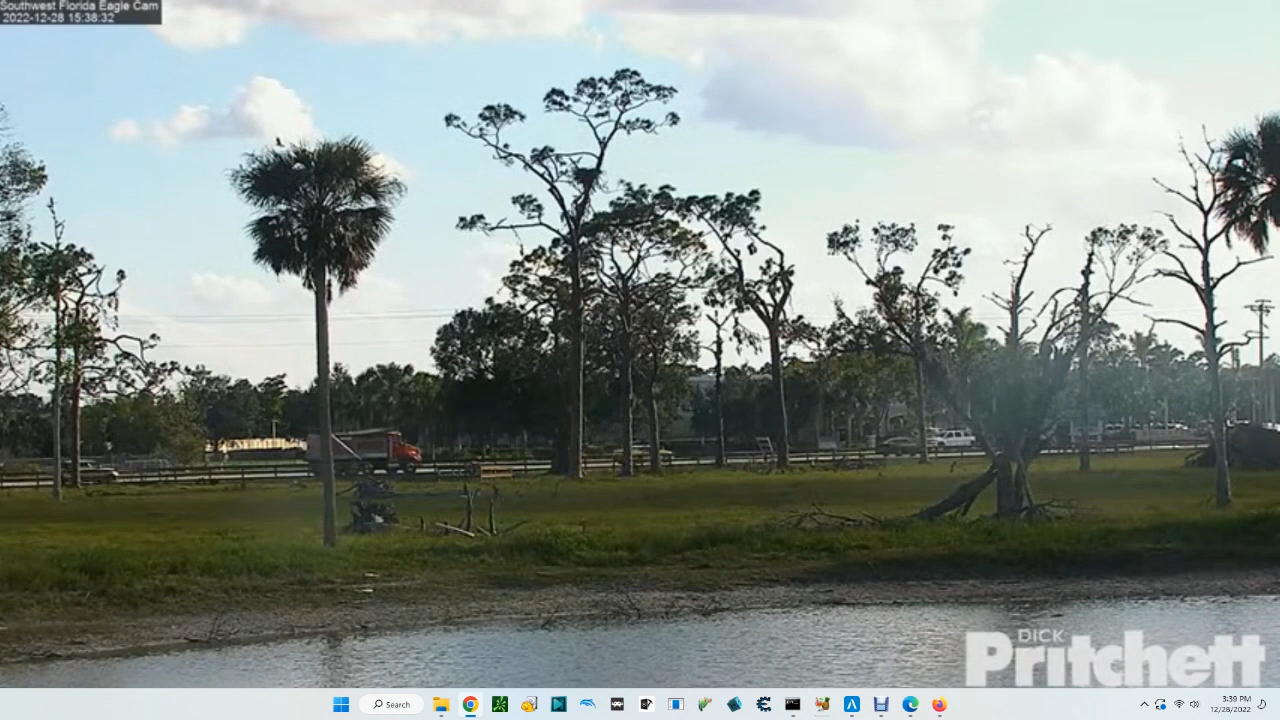 Southwest Florida Eagle Cam
2022-12-28 15:38:32
DICK
Pritchett
Search
3:39 PM
12/28/2022